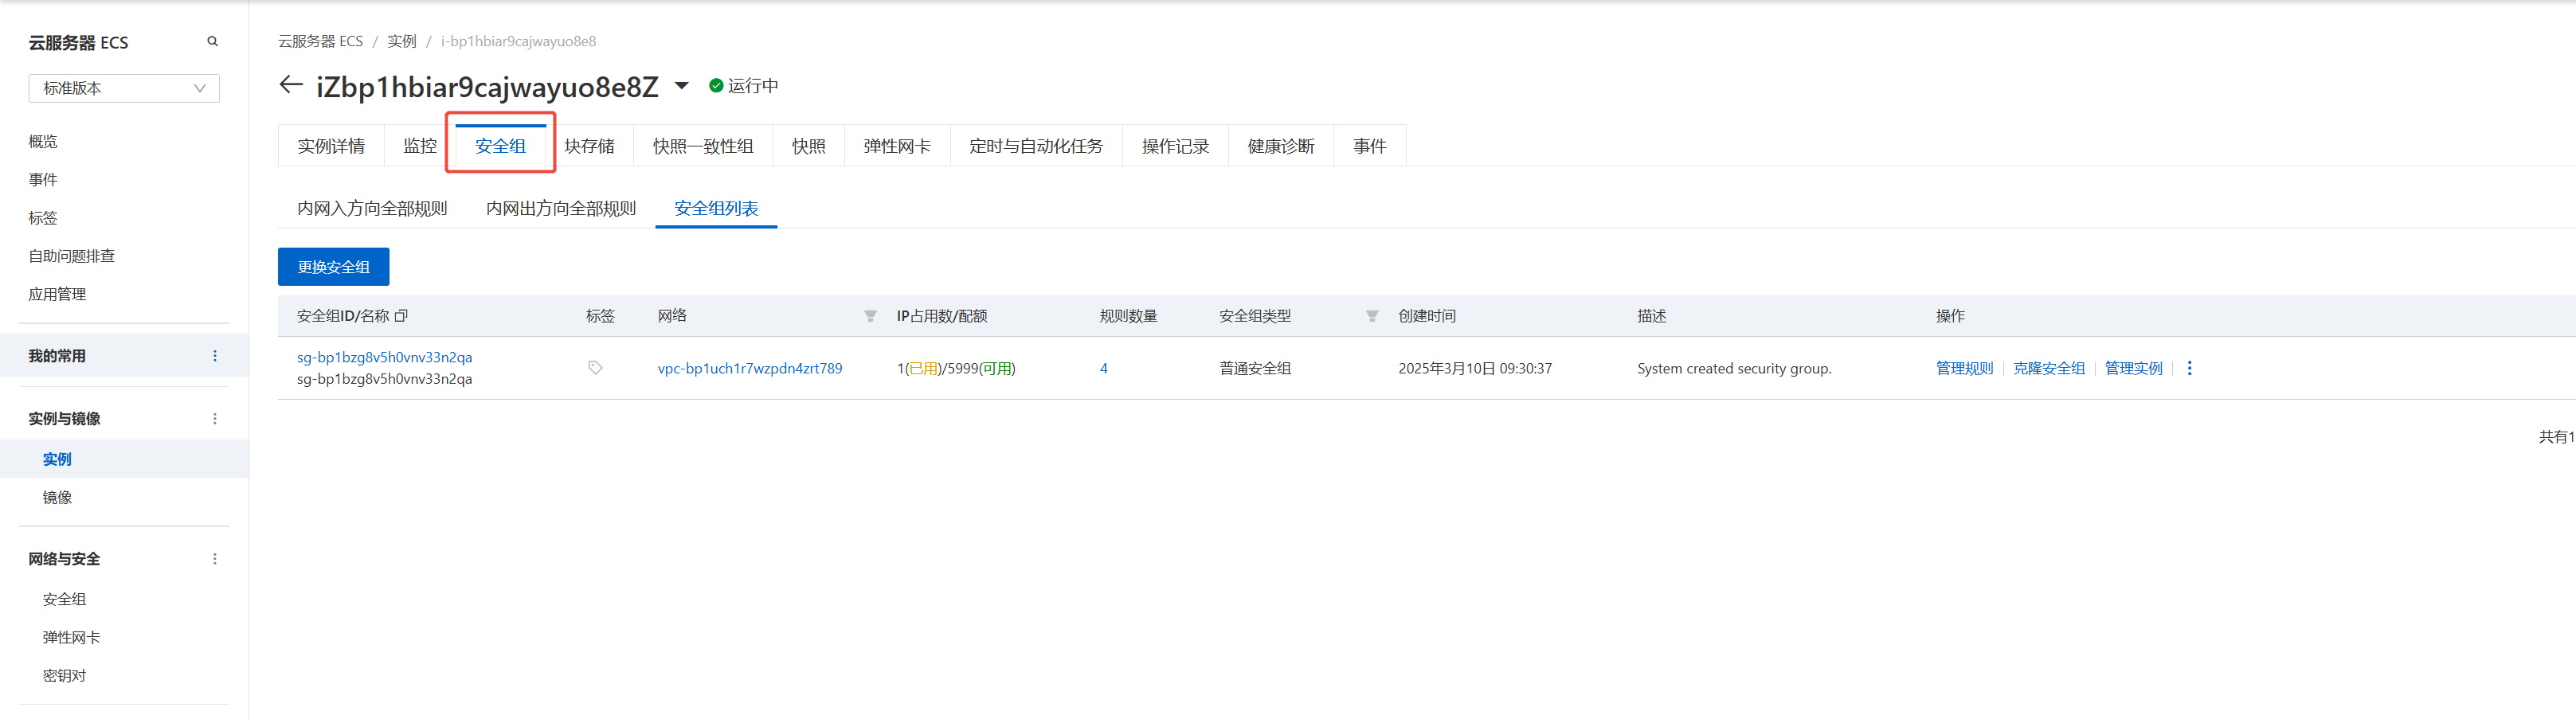 云服务器 ECS
标准版本
概览
事件
标签
自助问题排查
应用管理
我的常用
实例与镜像
实例
镜像
网络与安全
安全组
弹性网卡
密钥对
云服务器 ECS / 实例 / i-bp1hbiar9cajwayuo8e8
iZbp1hbiar9cajwayuo8e8Z 运行中
实例详情 监控 安全组 块存储 快照一致性组 快照 弹性网卡 定时与自动化任务 操作记录 健康诊断 事件
内网入方向全部规则 内网出方向全部规则 安全组列表
更换安全组
安全组ID/名称 标签 网络 IP占用数/配额 规则数量 安全组类型 创建时间 描述 操作
sg-bp1bzg8v5h0vnv33n2qa
sg-bp1bzg8v5h0vnv33n2qa
vpc-bp1uch1r7wzpdn4zrt789 1(已用)/5999(可用) 4 普通安全组 2025年3月10日 09:30:37 System created security group. 管理规则 克隆安全组 管理实例
共有1